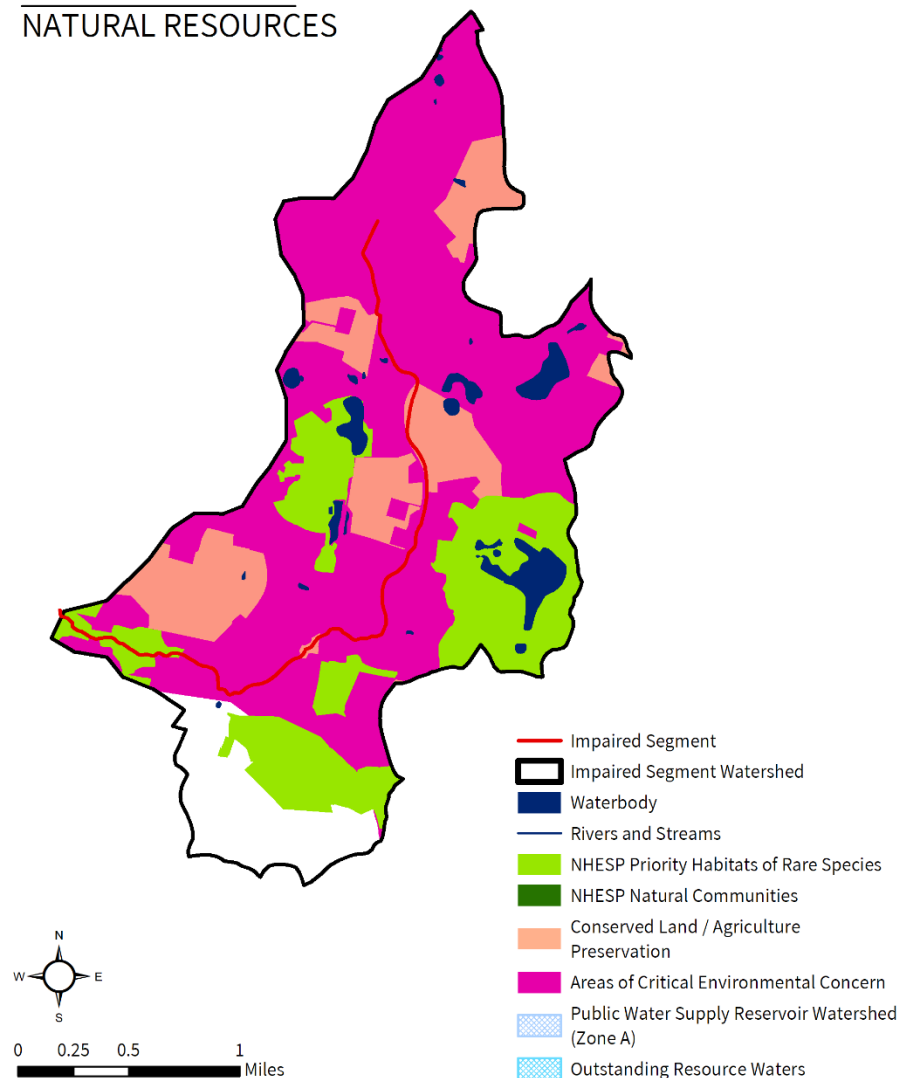 NATURAL RESOURCES
Impaired Segment
Impaired Segment Watershed
Waterbody
Rivers and Streams
NHESP Priority Habitats of Rare Species
NHESP Natural Communities
Conserved Land / Agriculture
Preservation
Areas of Critical Environmental Concern
Public Water Supply Reservoir Watershed
(Zone A)
Outstanding Resource Waters
N
W E
S
0 0.25 0.5 1
Miles